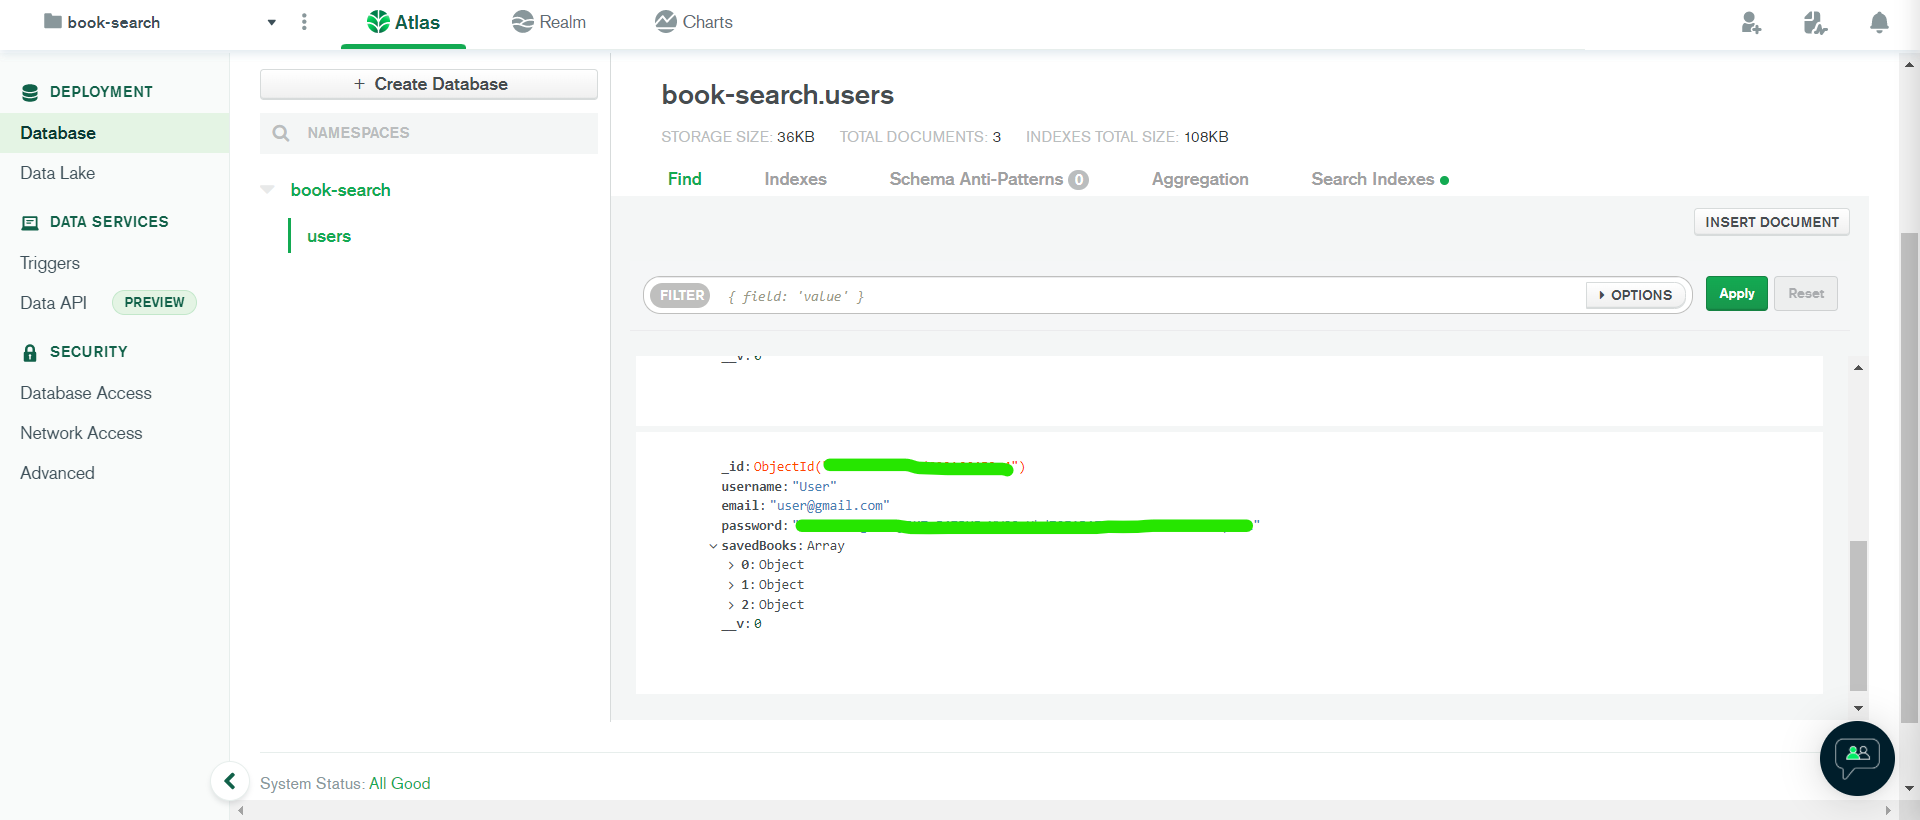 book-search
Atlas
Realm
Charts
DEPLOYMENT
Database
Data Lake
DATA SERVICES
Triggers
Data API PREVIEW
SECURITY
Database Access
Network Access
Advanced
+ Create Database
NAMESPACES
book-search
users
book-search.users
STORAGE SIZE: 36KB TOTAL DOCUMENTS: 3 INDEXES TOTAL SIZE: 108KB
Find Indexes Schema Anti-Patterns 0 Aggregation Search Indexes
INSERT DOCUMENT
FILTER { field: 'value' } OPTIONS Apply Reset
__v: 0
_id: ObjectId( ")
username: "User"
email: "user@gmail.com"
password: " "
savedBooks: Array
0: Object
1: Object
2: Object
__v: 0
System Status: All Good